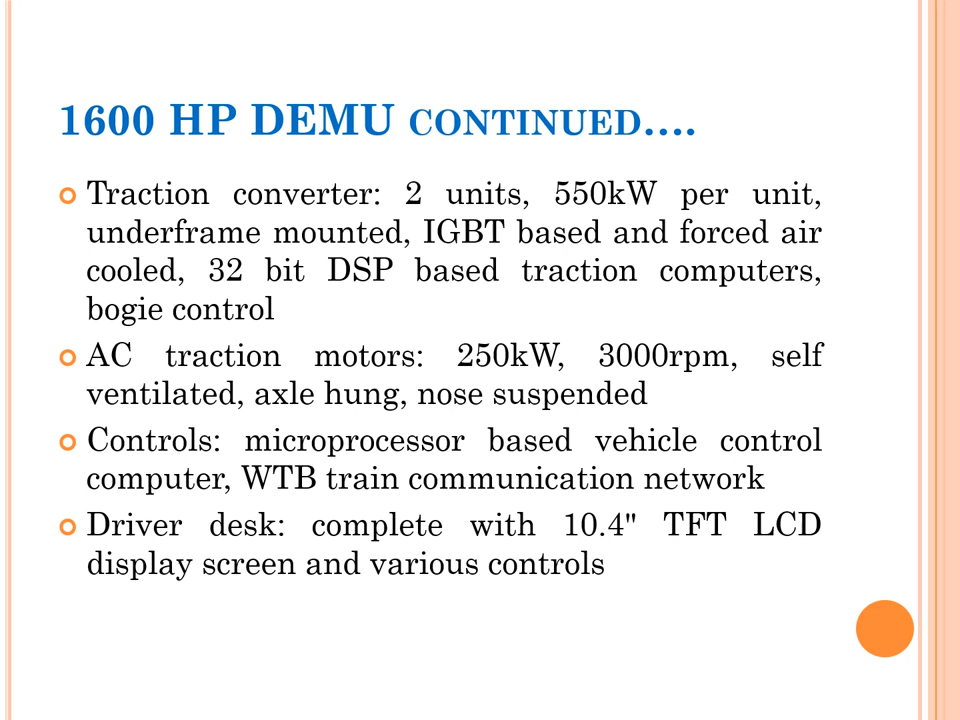 1600 HP DEMU CONTINUED....
Traction converter: 2 units, 550kW per unit,
underframe mounted, IGBT based and forced air
cooled, 32 bit DSP based traction computers,
bogie control
AC traction motors: 250kW, 3000rpm, self
ventilated, axle hung, nose suspended
Controls: microprocessor based vehicle control
computer, WTB train communication network
Driver desk: complete with 10.4" TFT LCD
display screen and various controls